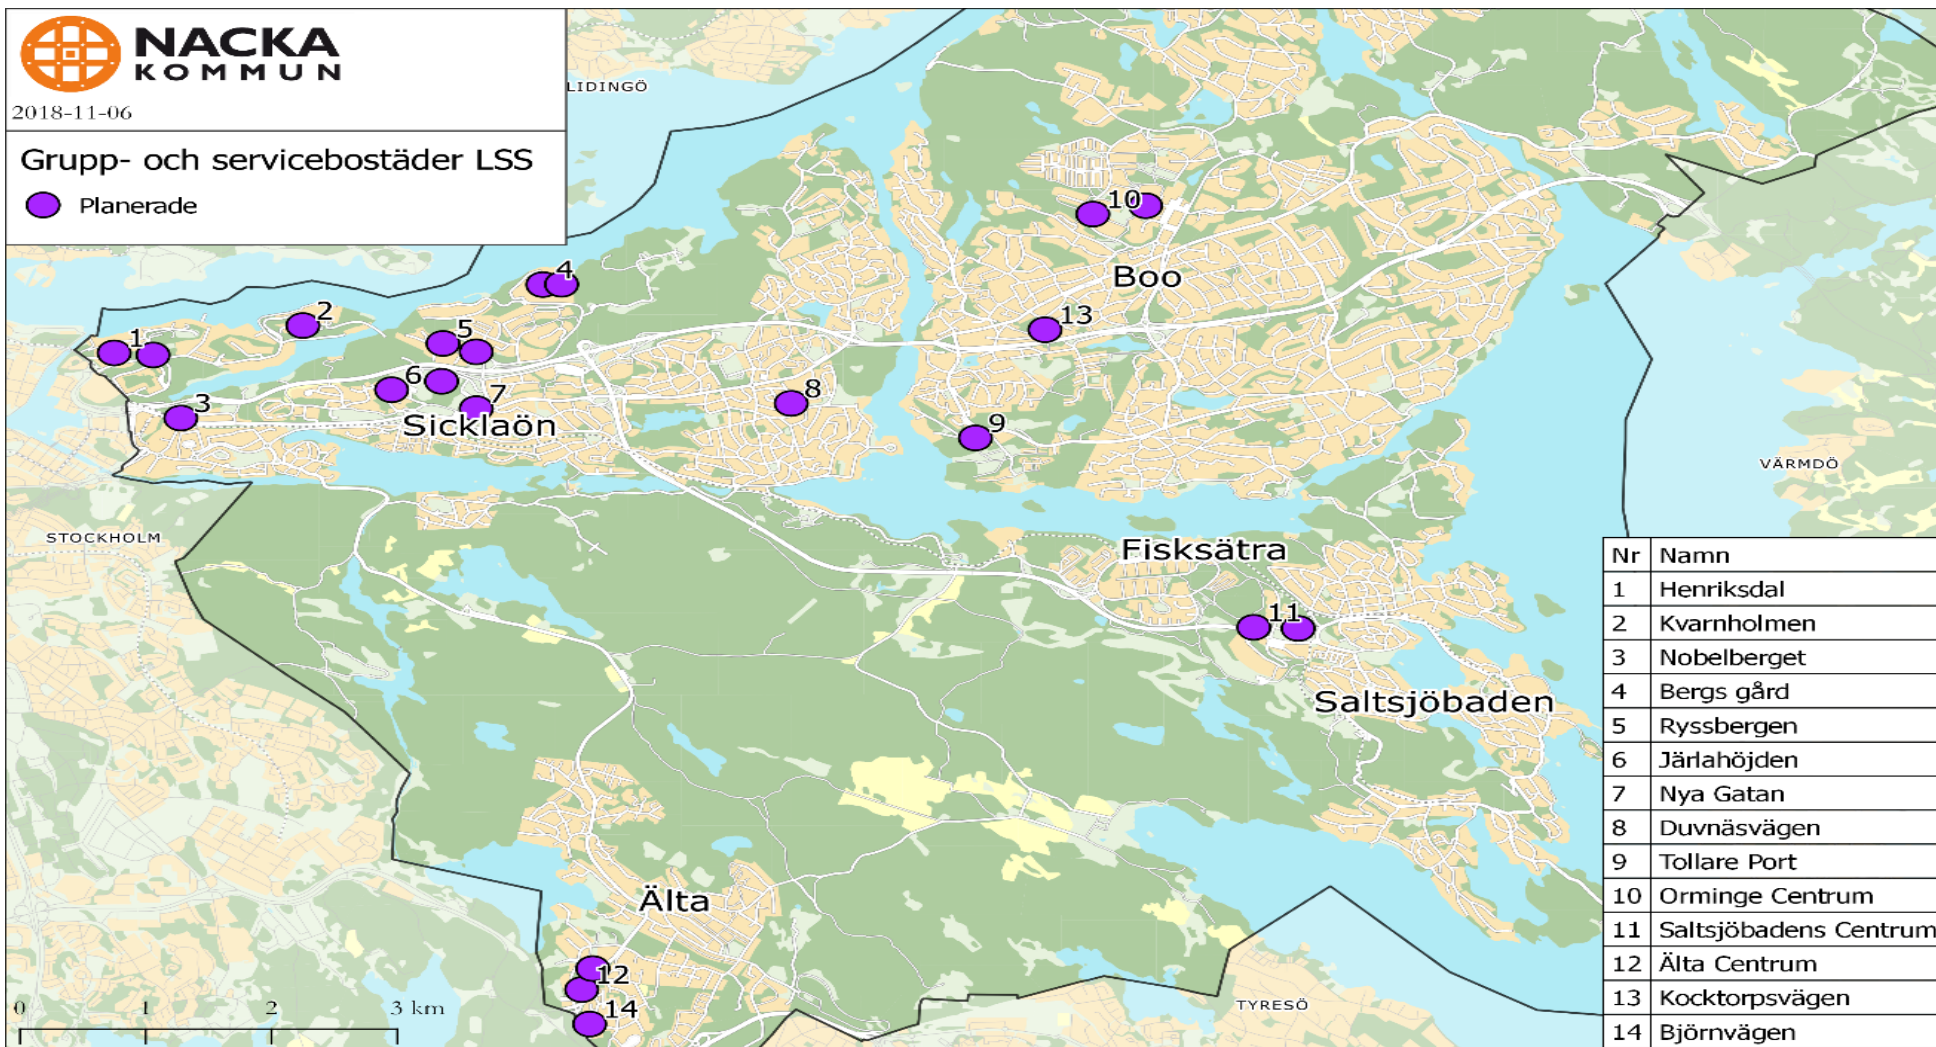 NACKA
KOMMUN
2018-11-06
Grupp- och servicebostäder LSS
Planerade
LIDINGÖ
10
Boo
4
2
5
13
1
6
7
8
3
Sicklaön
9
VÄRMDÖ
STOCKHOLM
Fisksätra
11
Saltsjöbaden
Älta
12
14
TYRESÖ
0 1 2 3 km
Nr Namn
1 Henriksdal
2 Kvarnholmen
3 Nobelberget
4 Bergs gård
5 Ryssbergen
6 Järlahöjden
7 Nya Gatan
8 Duvnäsvägen
9 Tollare Port
10 Orminge Centrum
11 Saltsjöbadens Centrum
12 Älta Centrum
13 Kocktorpsvägen
14 Björnvägen